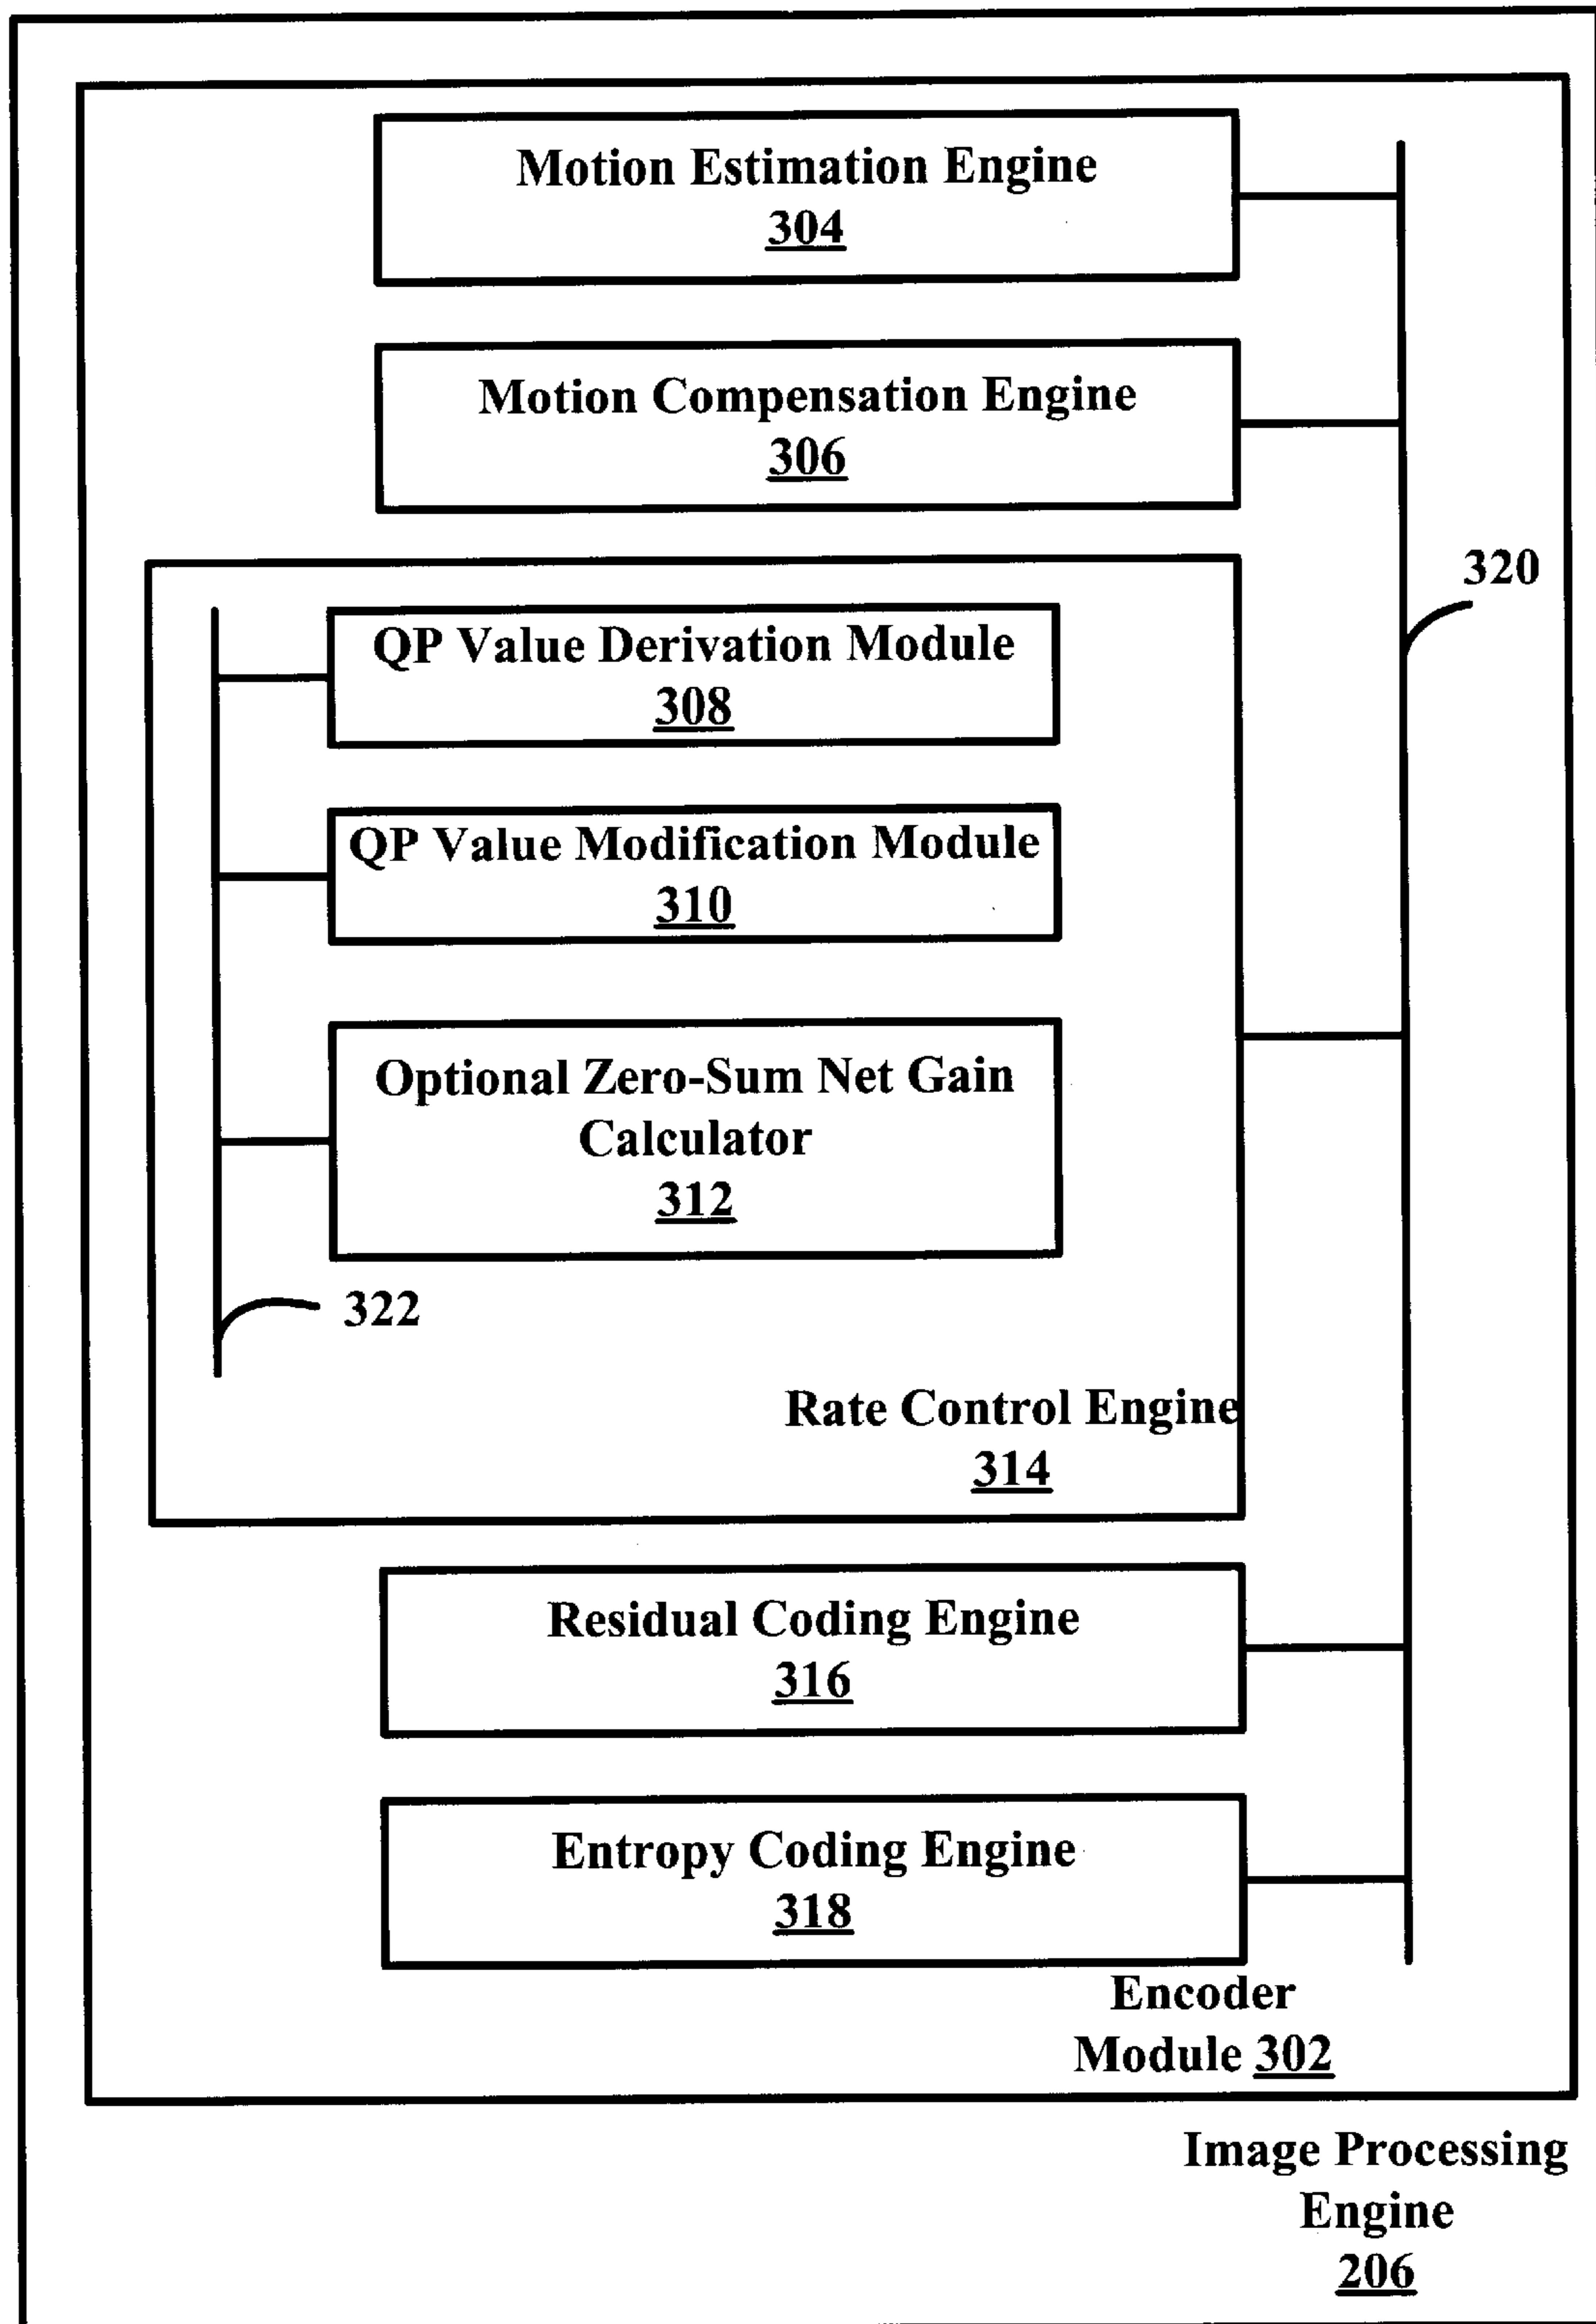 Motion Estimation Engine
304
Motion Compensation Engine
306
320
QP Value Derivation Module
308
QP Value Modification Module
310
Optional Zero-Sum Net Gain
Calculator
312
322
Rate Control Engine
314
Residual Coding Engine
316
Entropy Coding Engine
318
Encoder
Module 302
Image Processing
Engine
206